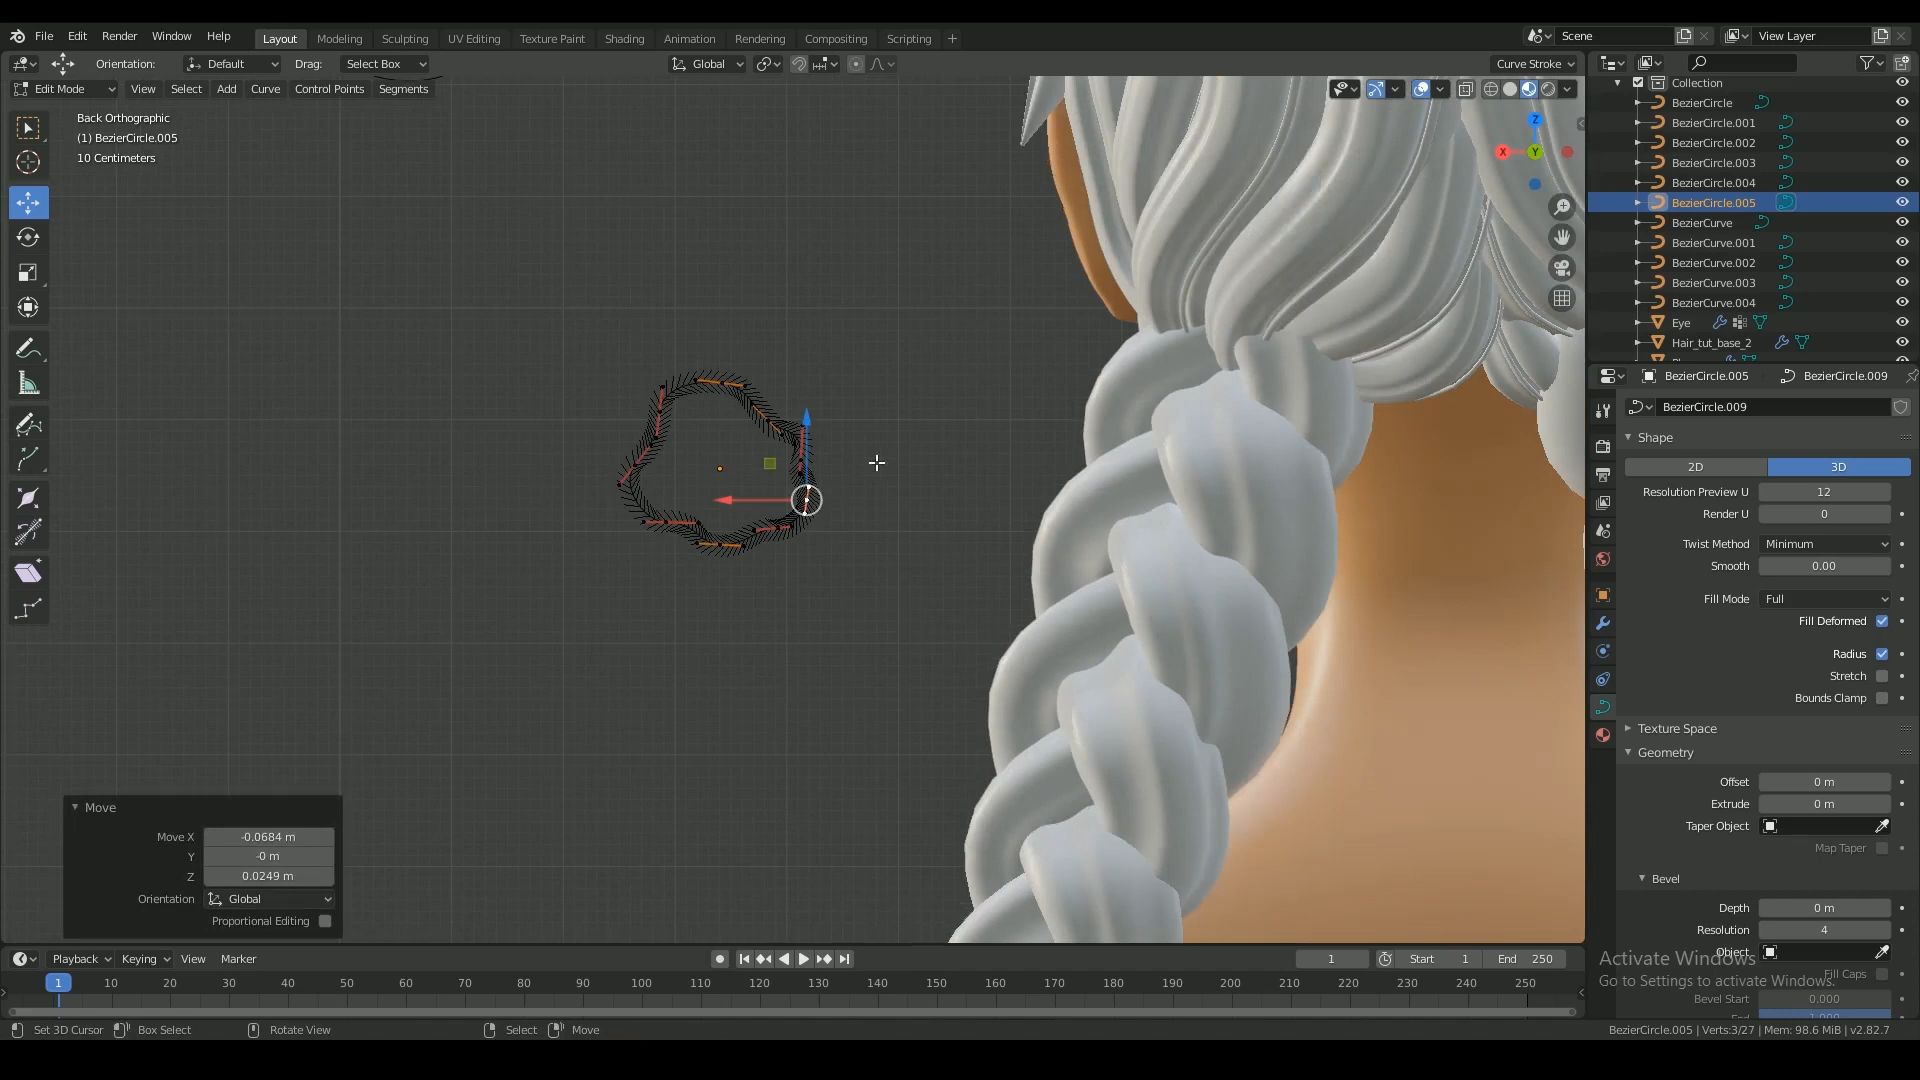 File Edit Render Window Help Layout Modeling Sculpting UV Editing Texture Paint Shading Animation Rendering Compositing Scripting + Scene View Layer
Orientation: Default Drag: Select Box Global Curve Stroke
Edit Mode View Select Add Curve Control Points Segments
Back Orthographic
(1) BezierCircle.005
10 Centimeters
Z
X
Y
Collection
BezierCircle
BezierCircle.001
BezierCircle.002
BezierCircle.003
BezierCircle.004
BezierCircle.005
BezierCurve
BezierCurve.001
BezierCurve.002
BezierCurve.003
BezierCurve.004
Eye
Hair_tut_base_2
BezierCircle.005 BezierCircle.009
BezierCircle.009
Shape
2D 3D
Resolution Preview U 12
Render U 0
Twist Method Minimum
Smooth 0.00
Fill Mode Full
Fill Deformed
Radius
Stretch
Bounds Clamp
Texture Space
Geometry
Offset 0 m
Extrude 0 m
Taper Object
Map Taper
Bevel
Depth 0 m
Resolution 4
Object
Fill Caps
Bevel Start 0.000
End 1.000
Activate Windows
Go to Settings to activate Windows.
Move
Move X -0.0684 m
Y -0 m
Z 0.0249 m
Orientation Global
Proportional Editing
Playback Keying View Marker 1 Start 1 End 250
1 10 20 30 40 50 60 70 80 90 100 110 120 130 140 150 160 170 180 190 200 210 220 230 240 250
Set 3D Cursor Box Select Rotate View Select Move BezierCircle.005 | Verts:3/27 | Mem: 98.6 MiB | v2.82.7